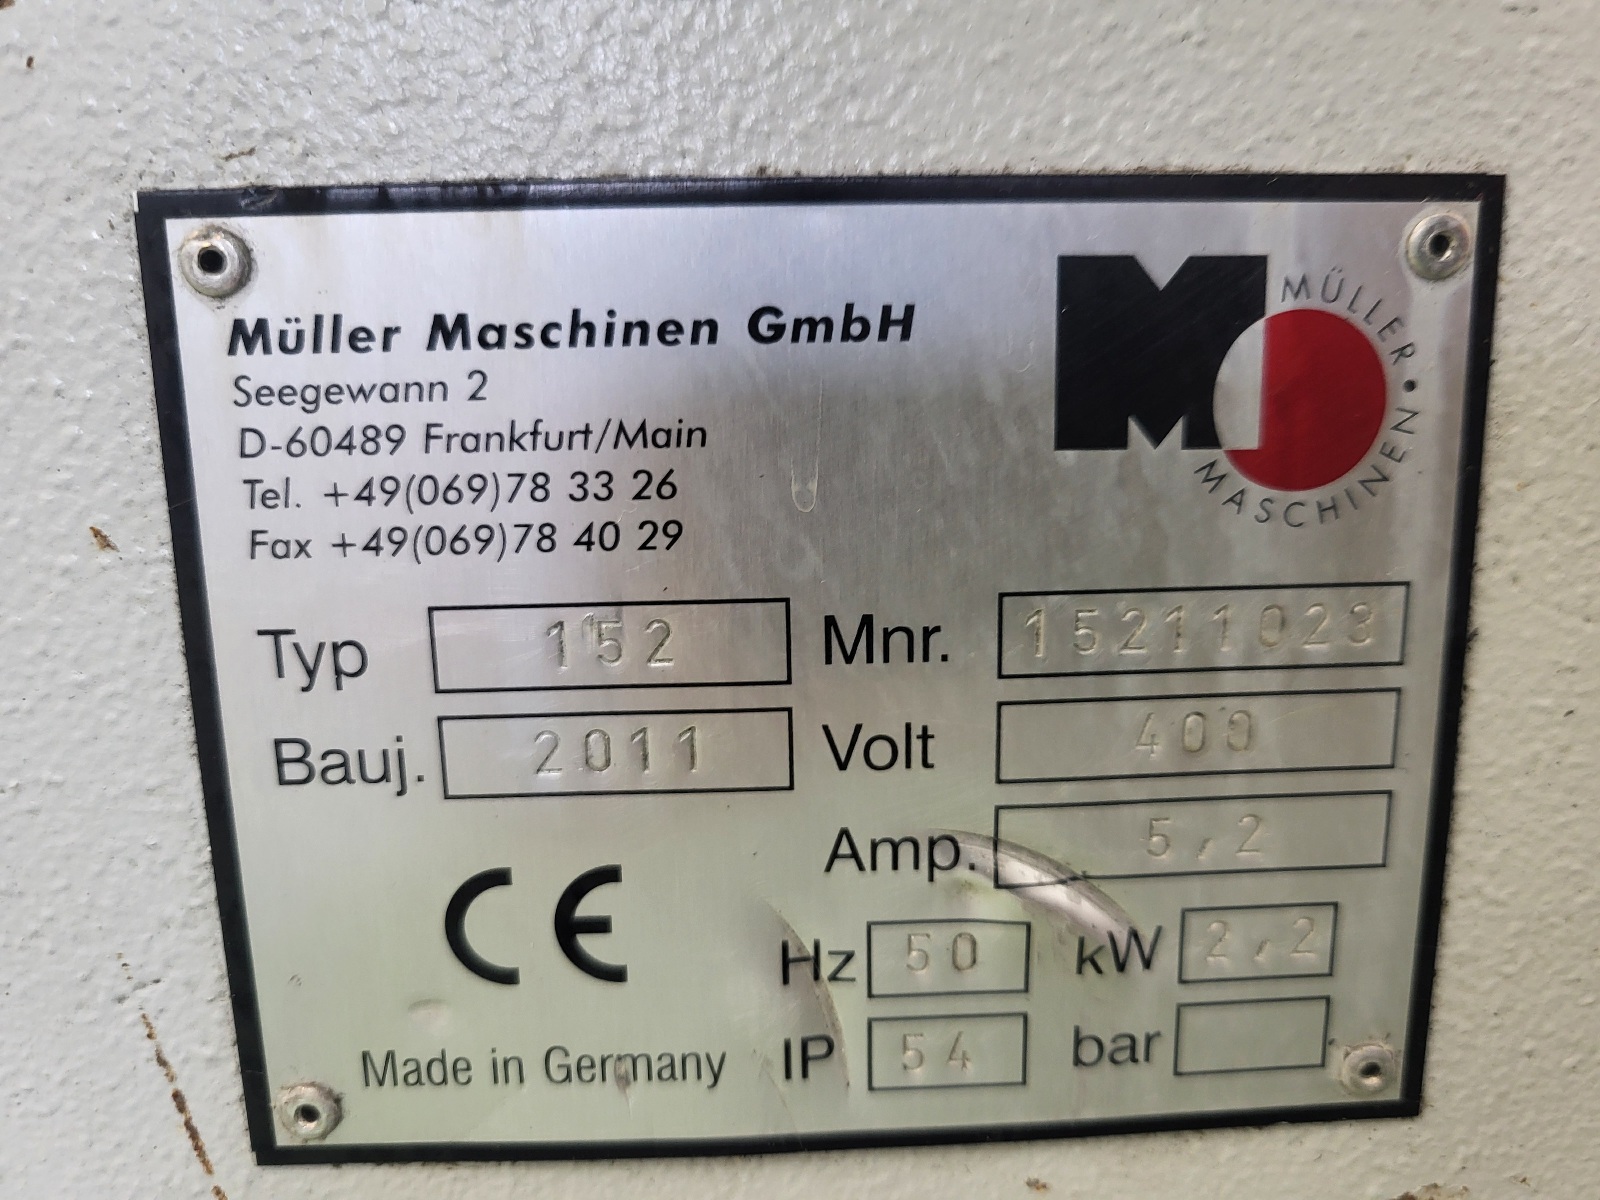 Müller Maschinen GmbH
Seegewann 2
D-60489 Frankfurt/Main
Tel. +49(069)78 33 26
Fax +49(069)78 40 29
M
MÜLLER • MASCHINEN
Typ 152 Mnr. 15211023
Bauj. 2011 Volt 400
Amp. 5,2
CE
Hz 50 kW 2,2
Made in Germany IP 54 bar